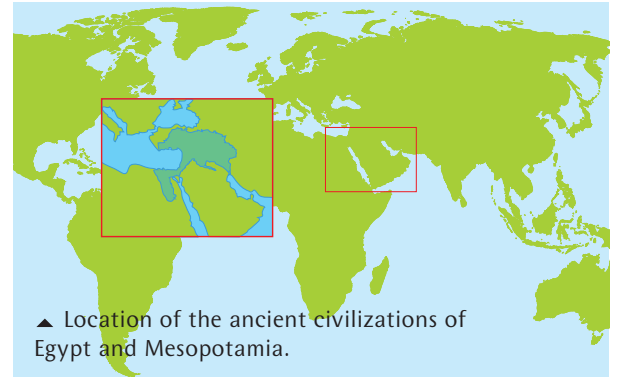 ▲ Location of the ancient civilizations of
Egypt and Mesopotamia.